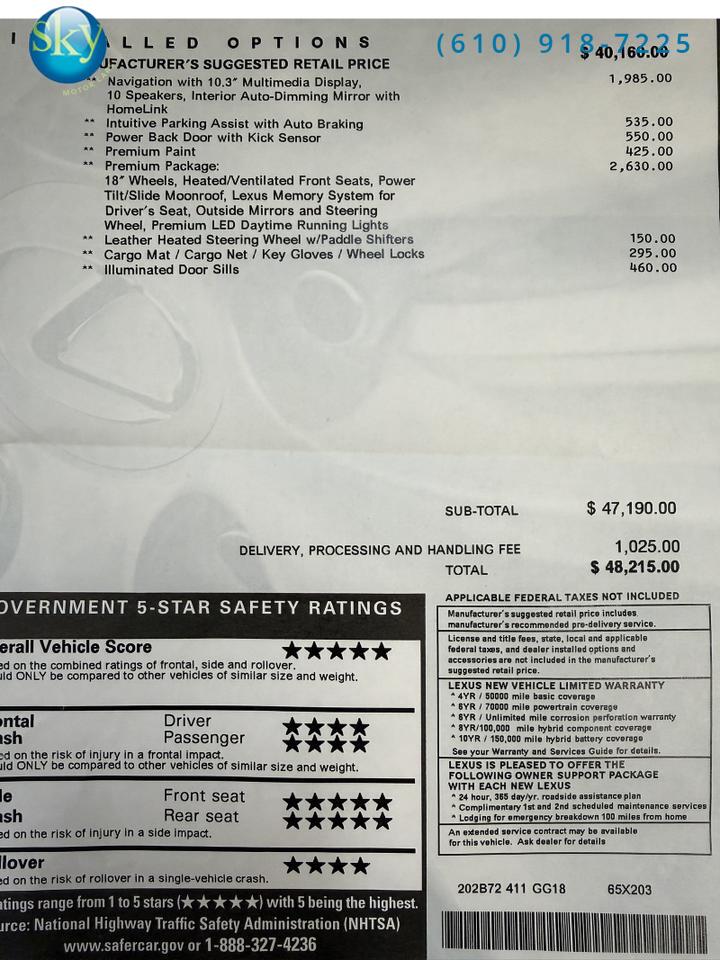 sky
MOTOR CARS
(610) 918-7225
I ALLED OPTIONS
UFACTURER'S SUGGESTED RETAIL PRICE $ 40,160.00
** Navigation with 10.3" Multimedia Display, 1,985.00
10 Speakers, Interior Auto-Dimming Mirror with
HomeLink
** Intuitive Parking Assist with Auto Braking 535.00
** Power Back Door with Kick Sensor 550.00
** Premium Paint 425.00
** Premium Package: 2,630.00
18" Wheels, Heated/Ventilated Front Seats, Power
Tilt/Slide Moonroof, Lexus Memory System for
Driver's Seat, Outside Mirrors and Steering
Wheel, Premium LED Daytime Running Lights
** Leather Heated Steering Wheel w/Paddle Shifters 150.00
** Cargo Mat / Cargo Net / Key Gloves / Wheel Locks 295.00
** Illuminated Door Sills 460.00
SUB-TOTAL $ 47,190.00
DELIVERY, PROCESSING AND HANDLING FEE 1,025.00
TOTAL $ 48,215.00
OVERNMENT 5-STAR SAFETY RATINGS
erall Vehicle Score ★★★★★
ed on the combined ratings of frontal, side and rollover.
uld ONLY be compared to other vehicles of similar size and weight.
ontal Driver ★★★★
ash Passenger ★★★★
ed on the risk of injury in a frontal impact.
uld ONLY be compared to other vehicles of similar size and weight.
de Front seat ★★★★★
ash Rear seat ★★★★★
ed on the risk of injury in a side impact.
llover ★★★★
ed on the risk of rollover in a single-vehicle crash.
atings range from 1 to 5 stars (★★★★★) with 5 being the highest.
urce: National Highway Traffic Safety Administration (NHTSA)
www.safercar.gov or 1-888-327-4236
APPLICABLE FEDERAL TAXES NOT INCLUDED
Manufacturer's suggested retail price includes
manufacturer's recommended pre-delivery service.
License and title fees, state, local and applicable
federal taxes, and dealer installed options and
accessories are not included in the manufacturer's
suggested retail price.
LEXUS NEW VEHICLE LIMITED WARRANTY
* 4YR / 50000 mile basic coverage
* 6YR / 70000 mile powertrain coverage
* 6YR / Unlimited mile corrosion perforation warranty
* 8YR/100,000 mile hybrid component coverage
* 10YR / 150,000 mile hybrid battery coverage
See your Warranty and Services Guide for details.
LEXUS IS PLEASED TO OFFER THE
FOLLOWING OWNER SUPPORT PACKAGE
WITH EACH NEW LEXUS
* 24 hour, 365 day/yr. roadside assistance plan
* Complimentary 1st and 2nd scheduled maintenance services
* Lodging for emergency breakdown 100 miles from home
An extended service contract may be available
for this vehicle. Ask dealer for details
202B72 411 GG18 65X203